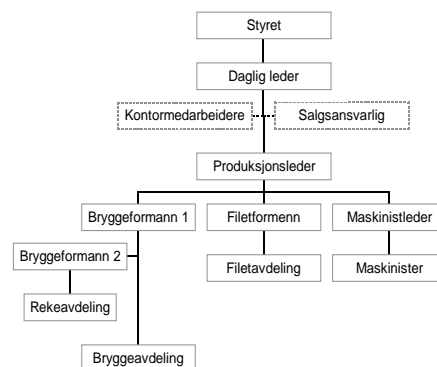 Styret
Daglig leder
Kontormedarbeidere
Salgsansvarlig
Produksjonsleder
Bryggeformann 1
Filetformenn
Maskinistleder
Bryggeformann 2
Filetavdeling
Maskinister
Rekeavdeling
Bryggeavdeling